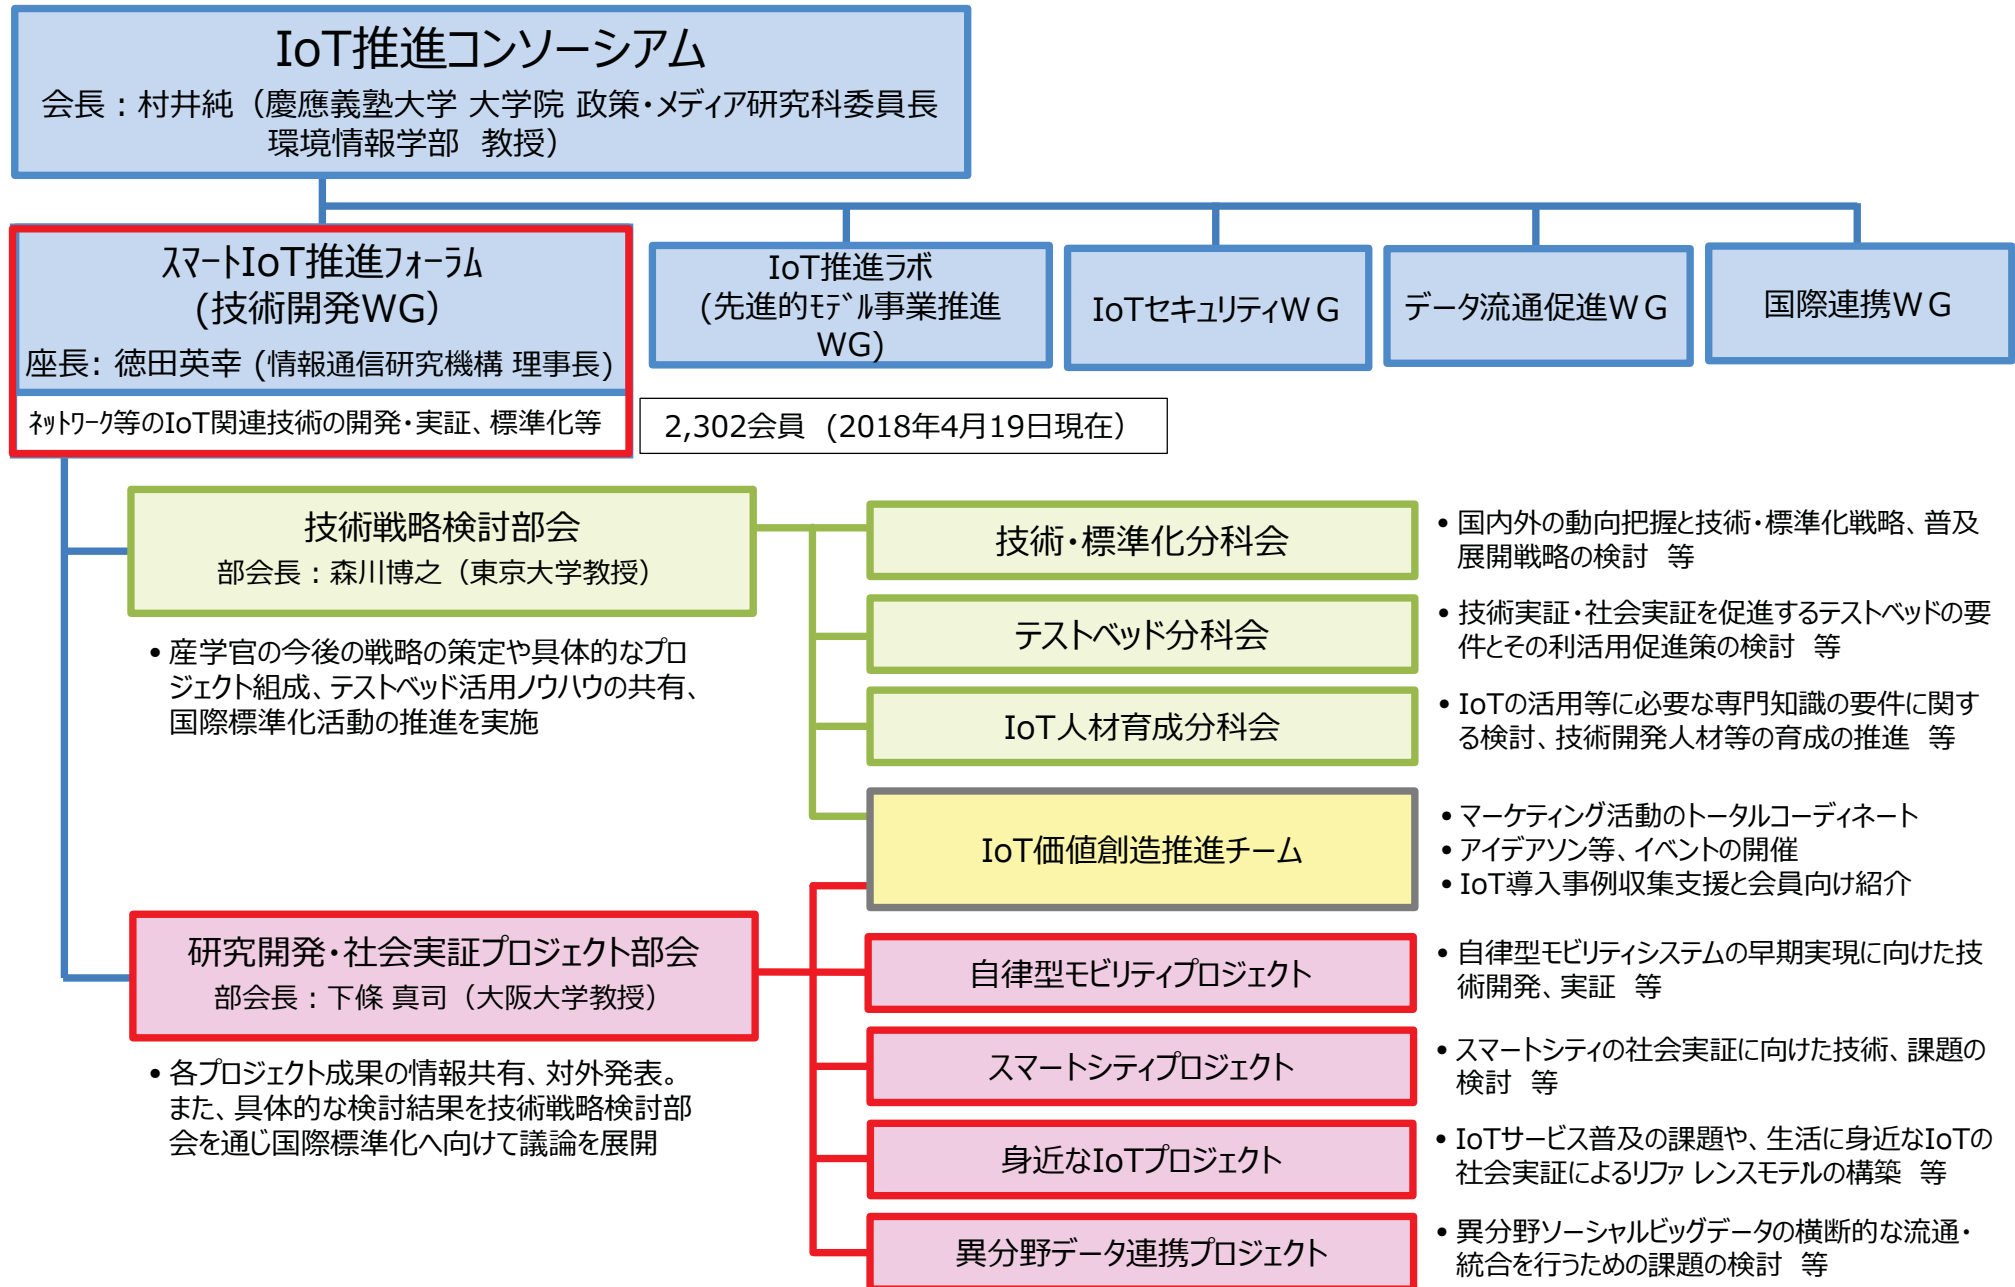 IoT推進コンソーシアム
会長：村井純（慶應義塾大学 大学院 政策・メディア研究科委員長
環境情報学部　教授）
ｽﾏｰﾄIoT推進ﾌｫｰﾗﾑ
(技術開発WG)
座長: 徳田英幸 (情報通信研究機構 理事長)
ﾈｯﾄﾜｰｸ等のIoT関連技術の開発・実証、標準化等
IoT推進ラボ
(先進的ﾓﾃﾞﾙ事業推進
WG)
IoTセキュリティＷＧ
データ流通促進ＷＧ
国際連携ＷＧ
2,302会員（2018年4月19日現在）
技術戦略検討部会
部会長：森川博之（東京大学教授）
• 産学官の今後の戦略の策定や具体的なプロ
ジェクト組成、テストベッド活用ノウハウの共有、
国際標準化活動の推進を実施
技術・標準化分科会
• 国内外の動向把握と技術・標準化戦略、普及
展開戦略の検討　等
テストベッド分科会
• 技術実証・社会実証を促進するテストベッドの要
件とその利活用促進策の検討　等
IoT人材育成分科会
• IoTの活用等に必要な専門知識の要件に関す
る検討、技術開発人材等の育成の推進　等
IoT価値創造推進チーム
• マーケティング活動のトータルコーディネート
• アイデアソン等、イベントの開催
• IoT導入事例収集支援と会員向け紹介
研究開発・社会実証プロジェクト部会
部会長：下條 真司（大阪大学教授）
• 各プロジェクト成果の情報共有、対外発表。
また、具体的な検討結果を技術戦略検討部
会を通じ国際標準化へ向けて議論を展開
自律型モビリティプロジェクト
• 自律型モビリティシステムの早期実現に向けた技
術開発、実証　等
スマートシティプロジェクト
• スマートシティの社会実証に向けた技術、課題の
検討　等
身近なIoTプロジェクト
• IoTサービス普及の課題や、生活に身近なIoTの
社会実証によるリファレンスモデルの構築　等
異分野データ連携プロジェクト
• 異分野ソーシャルビッグデータの横断的な流通・
統合を行うための課題の検討　等